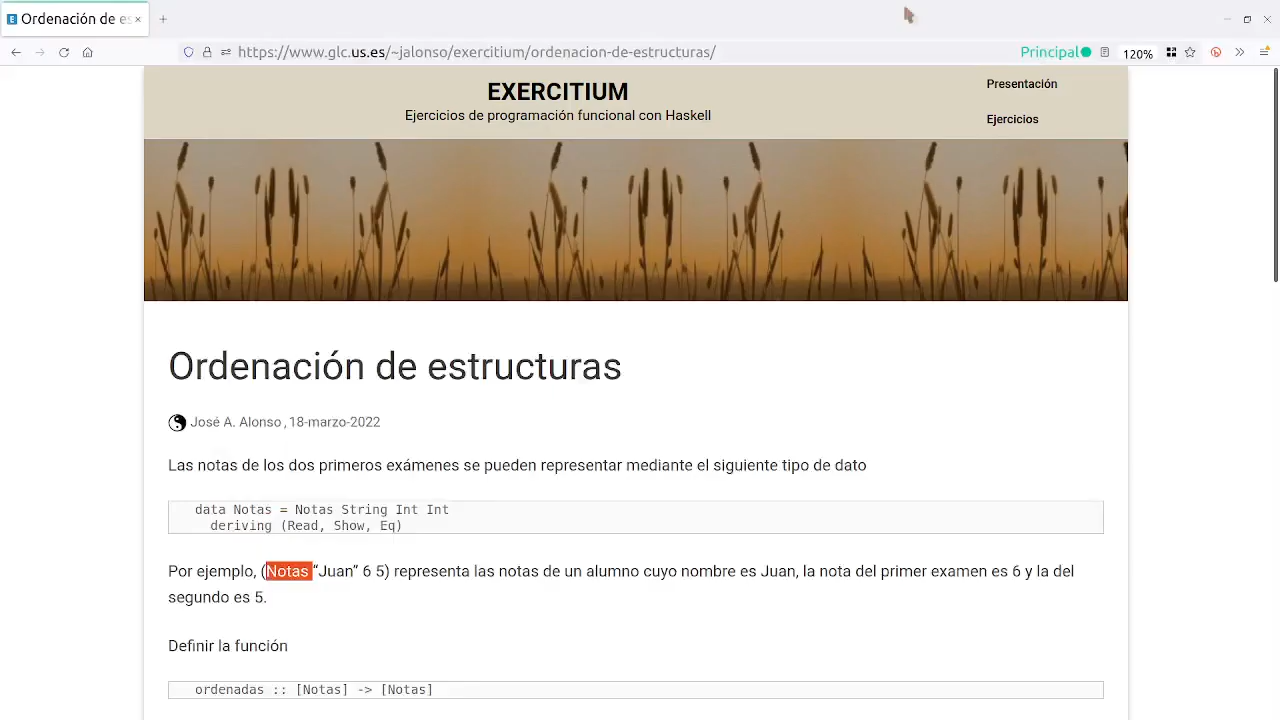 Ordenación de es
https://www.glc.us.es/~jalonso/exercitium/ordenacion-de-estructuras/
Principal
120%
EXERCITIUM
Ejercicios de programación funcional con Haskell
Presentación
Ejercicios
Ordenación de estructuras
José A. Alonso , 18-marzo-2022
Las notas de los dos primeros exámenes se pueden representar mediante el siguiente tipo de dato
data Notas = Notas String Int Int
deriving (Read, Show, Eq)
Por ejemplo, (Notas “Juan” 6 5) representa las notas de un alumno cuyo nombre es Juan, la nota del primer examen es 6 y la del
segundo es 5.
Definir la función
ordenadas :: [Notas] -> [Notas]